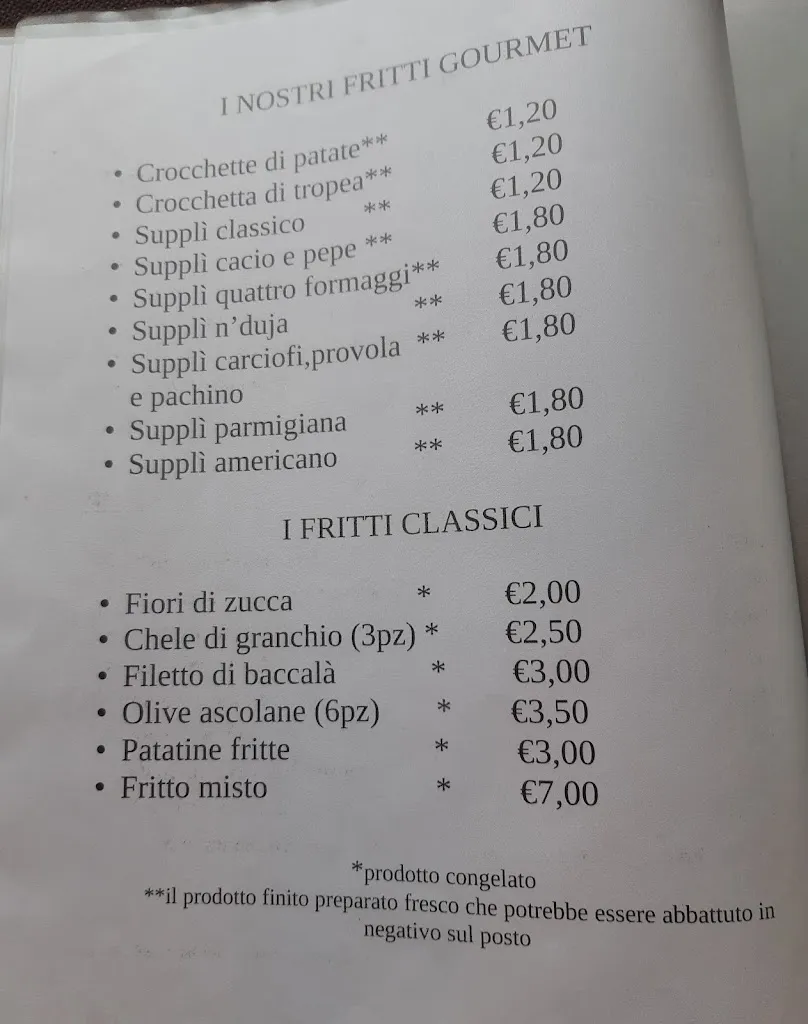 I NOSTRI FRITTI GOURMET
• Crocchette di patate** €1,20
• Crocchetta di tropea** €1,20
• Supplì classico ** €1,20
• Supplì cacio e pepe ** €1,80
• Supplì quattro formaggi** €1,80
• Supplì n’duja ** €1,80
• Supplì carciofi,provola ** €1,80
e pachino
• Supplì parmigiana ** €1,80
• Supplì americano ** €1,80
I FRITTI CLASSICI
• Fiori di zucca * €2,00
• Chele di granchio (3pz) * €2,50
• Filetto di baccalà * €3,00
• Olive ascolane (6pz) * €3,50
• Patatine fritte * €3,00
• Fritto misto * €7,00
*prodotto congelato
**il prodotto finito preparato fresco che potrebbe essere abbattuto in
negativo sul posto